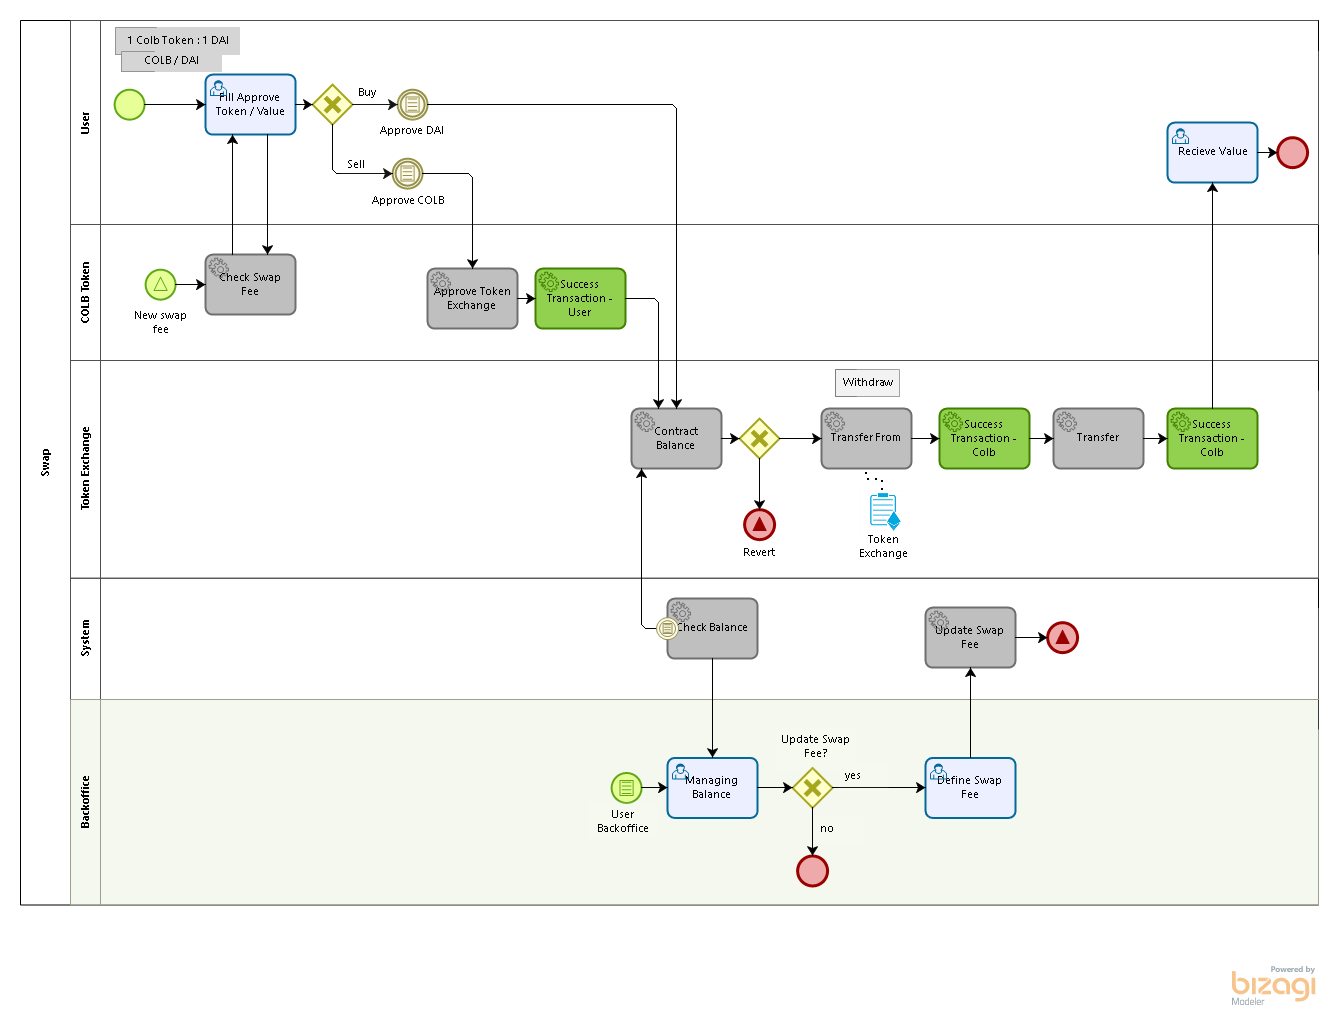 Swap
User
1 Colb Token : 1 DAI
COLB / DAI
Fill Approve
Token / Value
Buy
Approve DAI
Sell
Approve COLB
Recieve Value
COLB Token
New swap
fee
Check Swap
Fee
Approve Token
Exchange
Success
Transaction -
User
Token Exchange
Contract
Balance
Revert
Withdraw
Transfer From
Token
Exchange
Success
Transaction -
Colb
Transfer
Success
Transaction -
Colb
System
Check Balance
Update Swap
Fee
Backoffice
User
Backoffice
Managing
Balance
Update Swap
Fee?
yes
no
Define Swap
Fee
Powered by
bizagi
Modeler